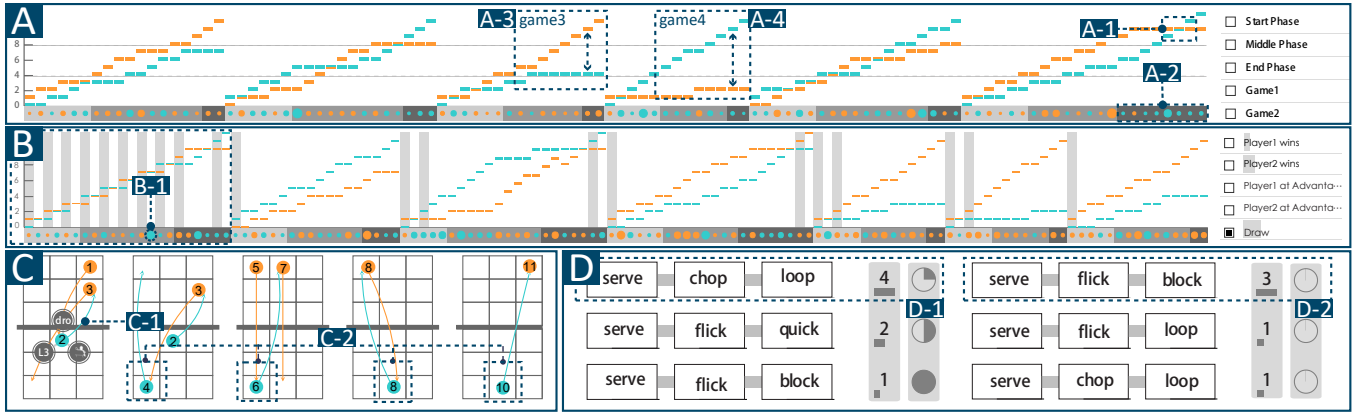 A
A-3
game3
game4
A-4
A-1
A-2
8
4
0
Start Phase
Middle Phase
End Phase
Game1
Game2
B
B-1
8
6
4
2
0
Player1 wins
Player2 wins
Player1 at Advanta···
Player2 at Advanta···
Draw
C
1
3
dro
2
L3
C-1
3
2
4
5
7
6
C-2
8
8
11
10
D
serve chop loop 4
D-1
serve flick quick 2
serve flick block 1
serve flick block 3
D-2
serve flick loop 1
serve chop loop 1